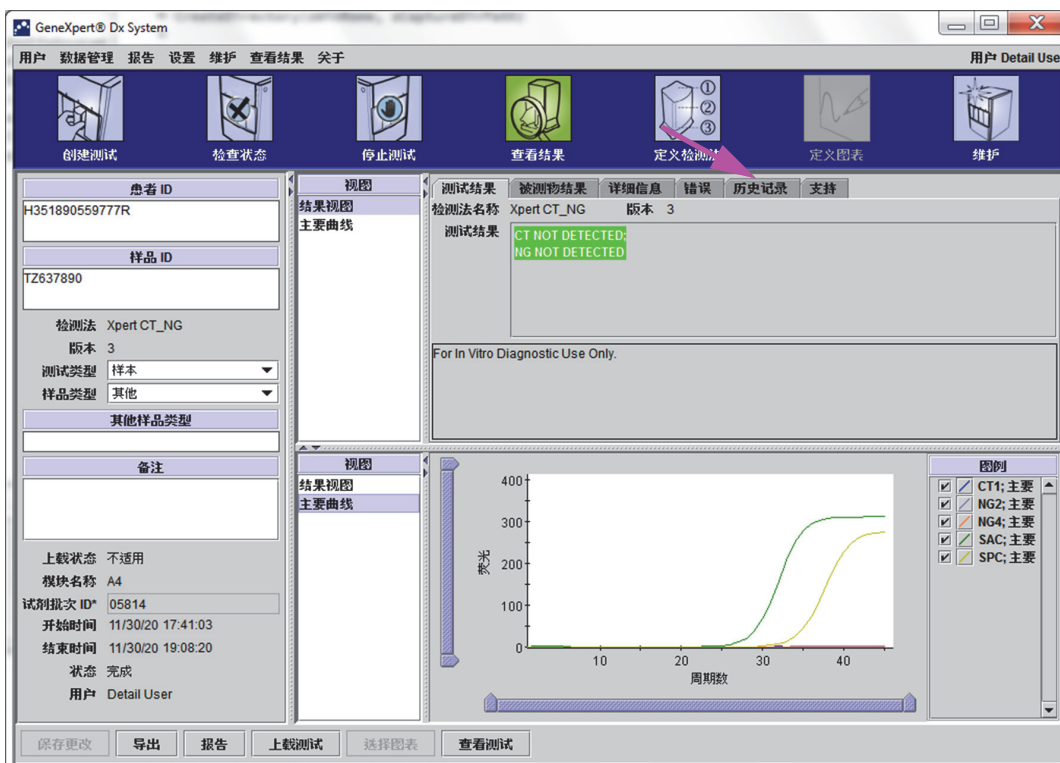 GeneXpert® Dx System
用户 数据管理 报告 设置 维护 查看结果 关于
用户 Detail Use
创建测试 检查状态 停止测试 查看结果 定义检测法 定义图表 维护
① ② ③
患者 ID
H351890559777R
样品 ID
TZ637890
检测法 Xpert CT_NG
版本 3
测试类型 样本
样品类型 其他
其他样品类型
备注
上载状态 不适用
模块名称 A4
试剂批次 ID* 05814
开始时间 11/30/20 17:41:03
结束时间 11/30/20 19:08:20
状态 完成
用户 Detail User
视图
结果视图
主要曲线
测试结果 被测物结果 详细信息 错误 历史记录 支持
检测法名称 Xpert CT_NG 版本 3
测试结果
CT NOT DETECTED;
NG NOT DETECTED
For In Vitro Diagnostic Use Only.
视图
结果视图
主要曲线
荧光
400
300
200
100
0
10 20 30 40
周期数
图例
CT1; 主要
NG2; 主要
NG4; 主要
SAC; 主要
SPC; 主要
保存更改 导出 报告 上载测试 选择图表 查看测试